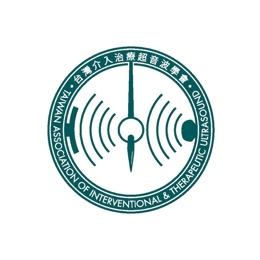 台灣介入治療超音波學會
TAIWAN ASSOCIATION OF INTERVENTIONAL & THERAPEUTIC ULTRASOUND